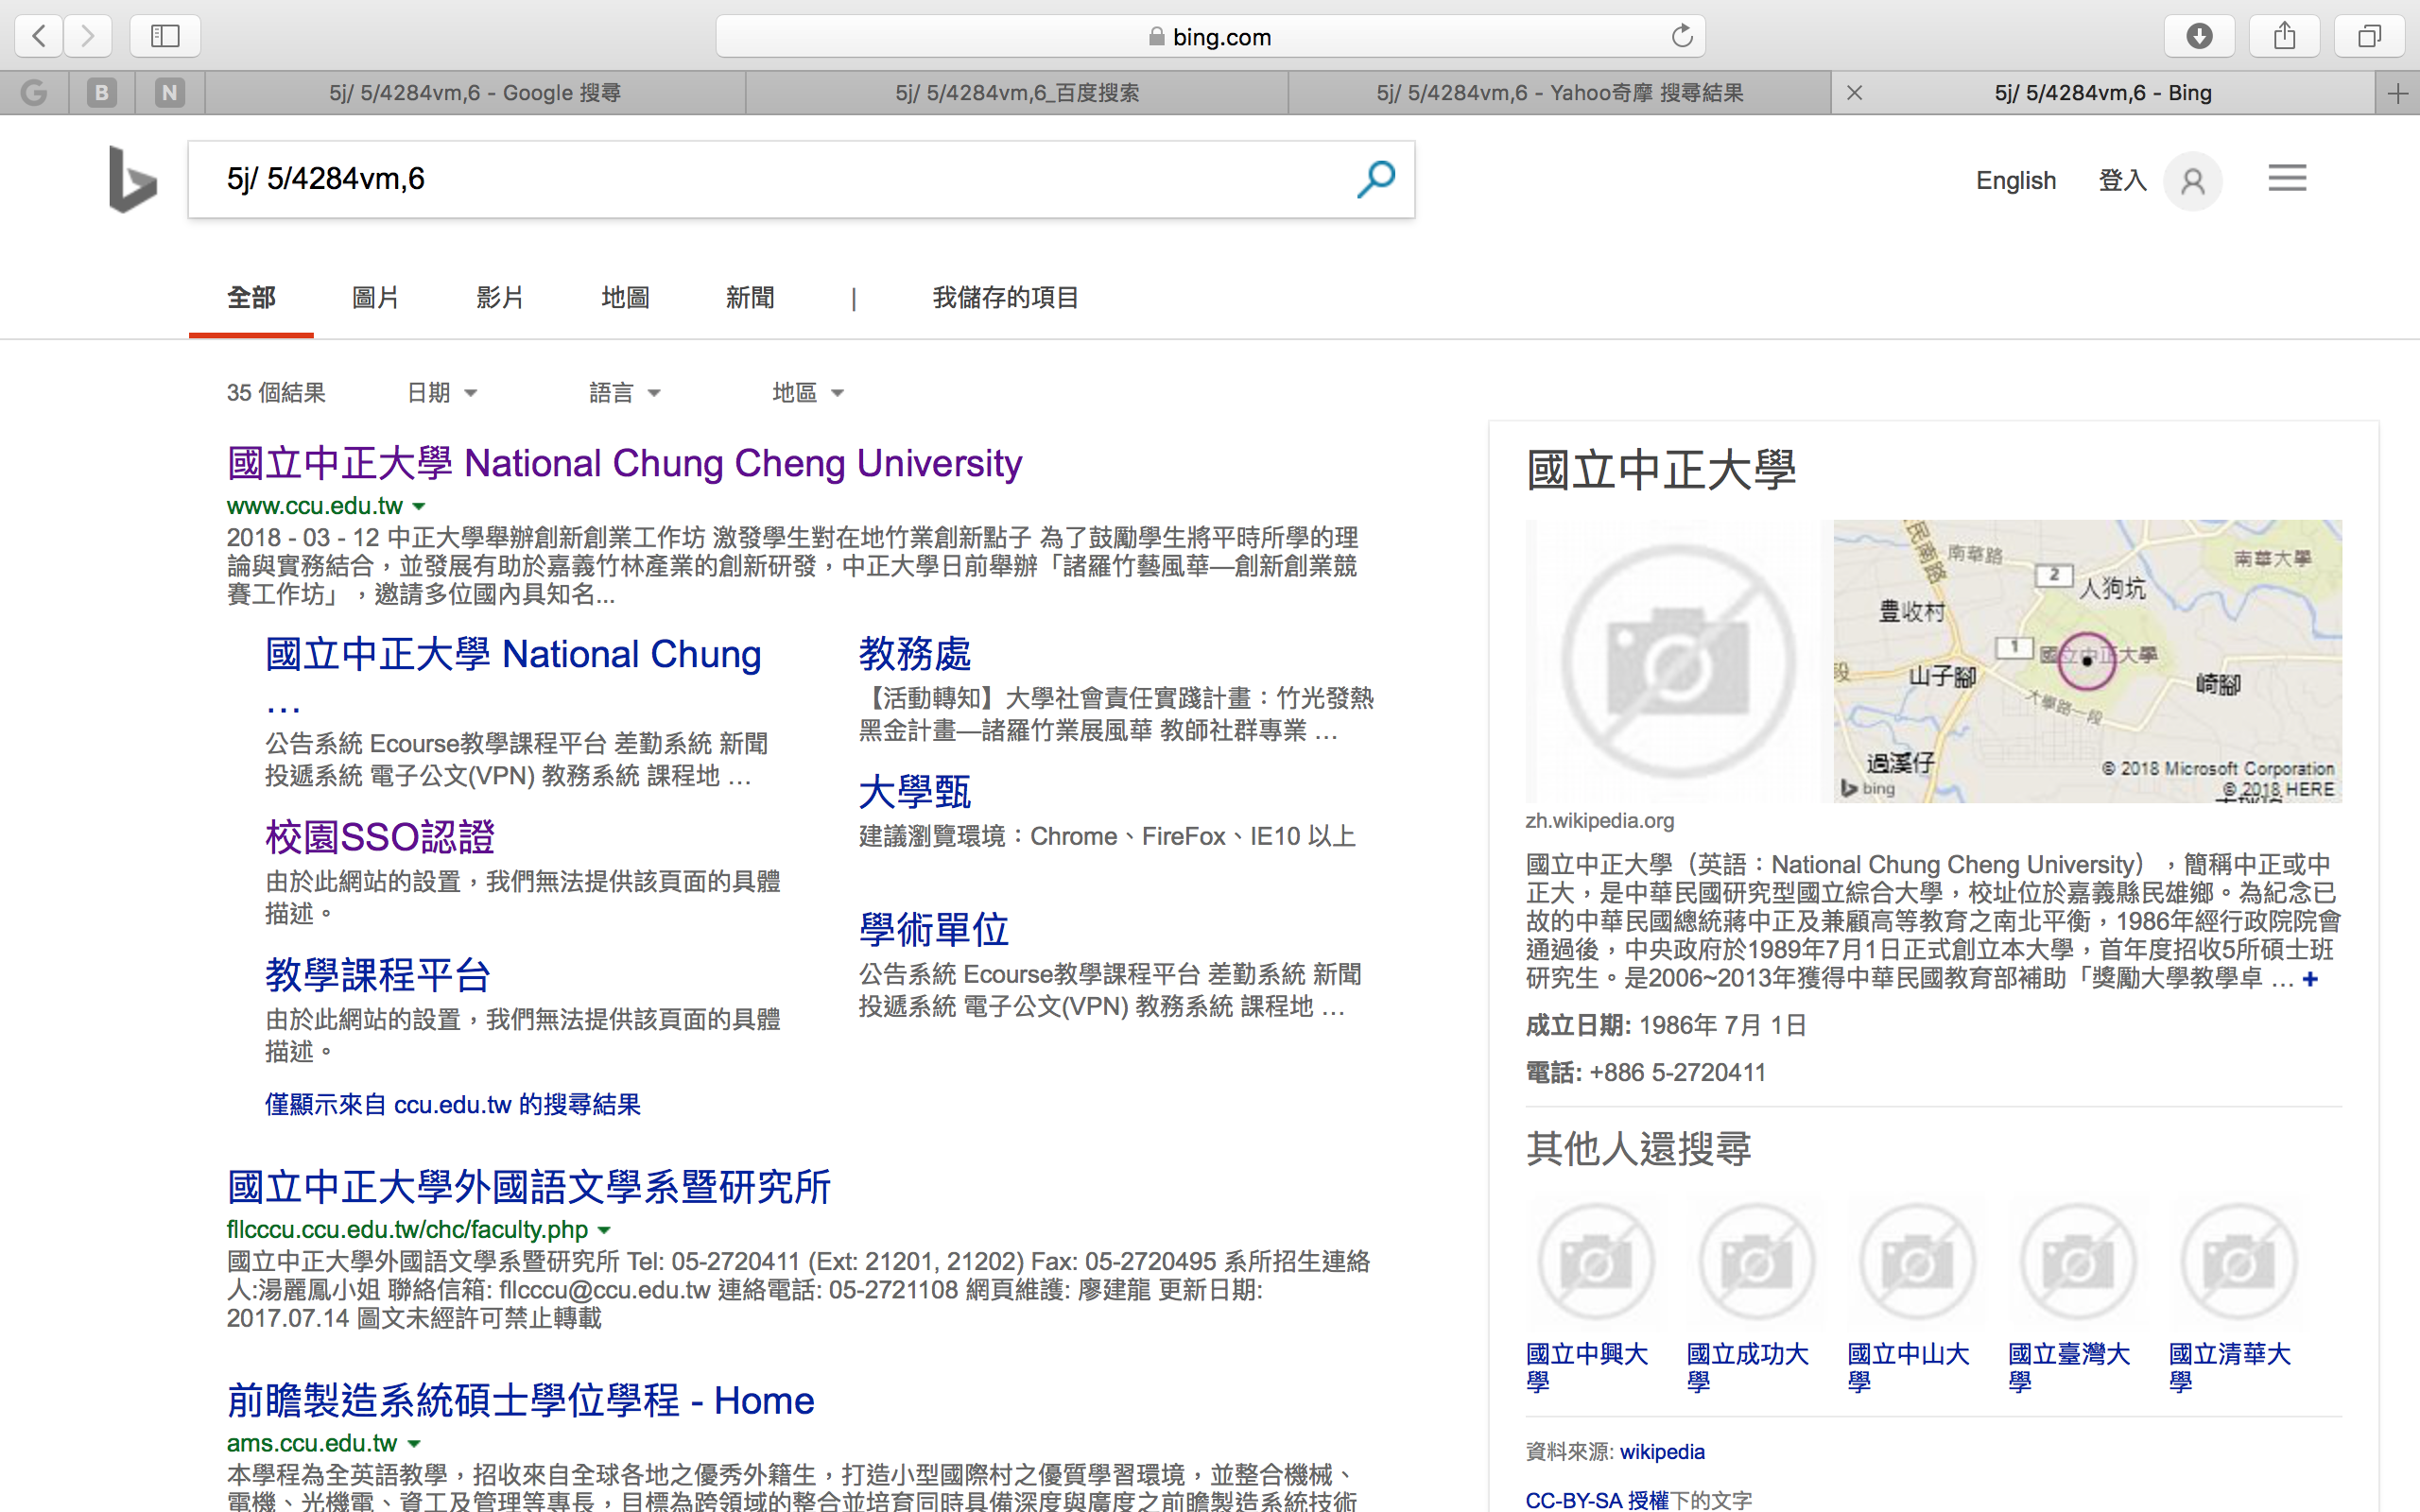 bing.com
B
N
5j/ 5/4284vm,6 - Google 搜尋
5j/ 5/4284vm,6_百度搜索
5j/ 5/4284vm,6 - Yahoo奇摩 搜尋結果
5j/ 5/4284vm,6 - Bing
5j/ 5/4284vm,6
English 登入
全部 圖片 影片 地圖 新聞 | 我儲存的項目
35 個結果 日期 語言 地區
國立中正大學 National Chung Cheng University
www.ccu.edu.tw
2018 - 03 - 12 中正大學舉辦創新創業工作坊 激發學生對在地竹業創新點子 為了鼓勵學生將平時所學的理
論與實務結合，並發展有助於嘉義竹林產業的創新研發，中正大學日前舉辦「諸羅竹藝風華—創新創業競
賽工作坊」，邀請多位國內具知名...
國立中正大學 National Chung
...
公告系統 Ecourse教學課程平台 差勤系統 新聞
投遞系統 電子公文(VPN) 教務系統 課程地 ...
校園SSO認證
由於此網站的設置，我們無法提供該頁面的具體
描述。
教學課程平台
由於此網站的設置，我們無法提供該頁面的具體
描述。
教務處
【活動轉知】大學社會責任實踐計畫：竹光發熱
黑金計畫—諸羅竹業展風華 教師社群專業 ...
大學甄
建議瀏覽環境：Chrome、FireFox、IE10 以上
學術單位
公告系統 Ecourse教學課程平台 差勤系統 新聞
投遞系統 電子公文(VPN) 教務系統 課程地 ...
僅顯示來自 ccu.edu.tw 的搜尋結果
國立中正大學外國語文學系暨研究所
fllcccu.ccu.edu.tw/chc/faculty.php
國立中正大學外國語文學系暨研究所 Tel: 05-2720411 (Ext: 21201, 21202) Fax: 05-2720495 系所招生連絡
人:湯麗鳳小姐 聯絡信箱: fllcccu@ccu.edu.tw 連絡電話: 05-2721108 網頁維護: 廖建龍 更新日期:
2017.07.14 圖文未經許可禁止轉載
前瞻製造系統碩士學位學程 - Home
ams.ccu.edu.tw
本學程為全英語教學，招收來自全球各地之優秀外籍生，打造小型國際村之優質學習環境，並整合機械、
電機、光機電、資工及管理等專長，目標為跨領域的整合並培育同時具備深度與廣度之前瞻製造系統技術
國立中正大學
民南路
南華路
南華大學
2
人狗坑
豊收村
1
國立中正大學
段
山子腳
崎腳
大學路一段
過溪仔
© 2018 Microsoft Corporation
bing
© 2018 HERE
zh.wikipedia.org
國立中正大學（英語：National Chung Cheng University），簡稱中正或中
正大，是中華民國研究型國立綜合大學，校址位於嘉義縣民雄鄉。為紀念已
故的中華民國總統蔣中正及兼顧高等教育之南北平衡，1986年經行政院院會
通過後，中央政府於1989年7月1日正式創立本大學，首年度招收5所碩士班
研究生。是2006~2013年獲得中華民國教育部補助「獎勵大學教學卓 ... +
成立日期: 1986年 7月 1日
電話: +886 5-2720411
其他人還搜尋
國立中興大學
國立成功大學
國立中山大學
國立臺灣大學
國立清華大學
資料來源: wikipedia
CC-BY-SA 授權下的文字